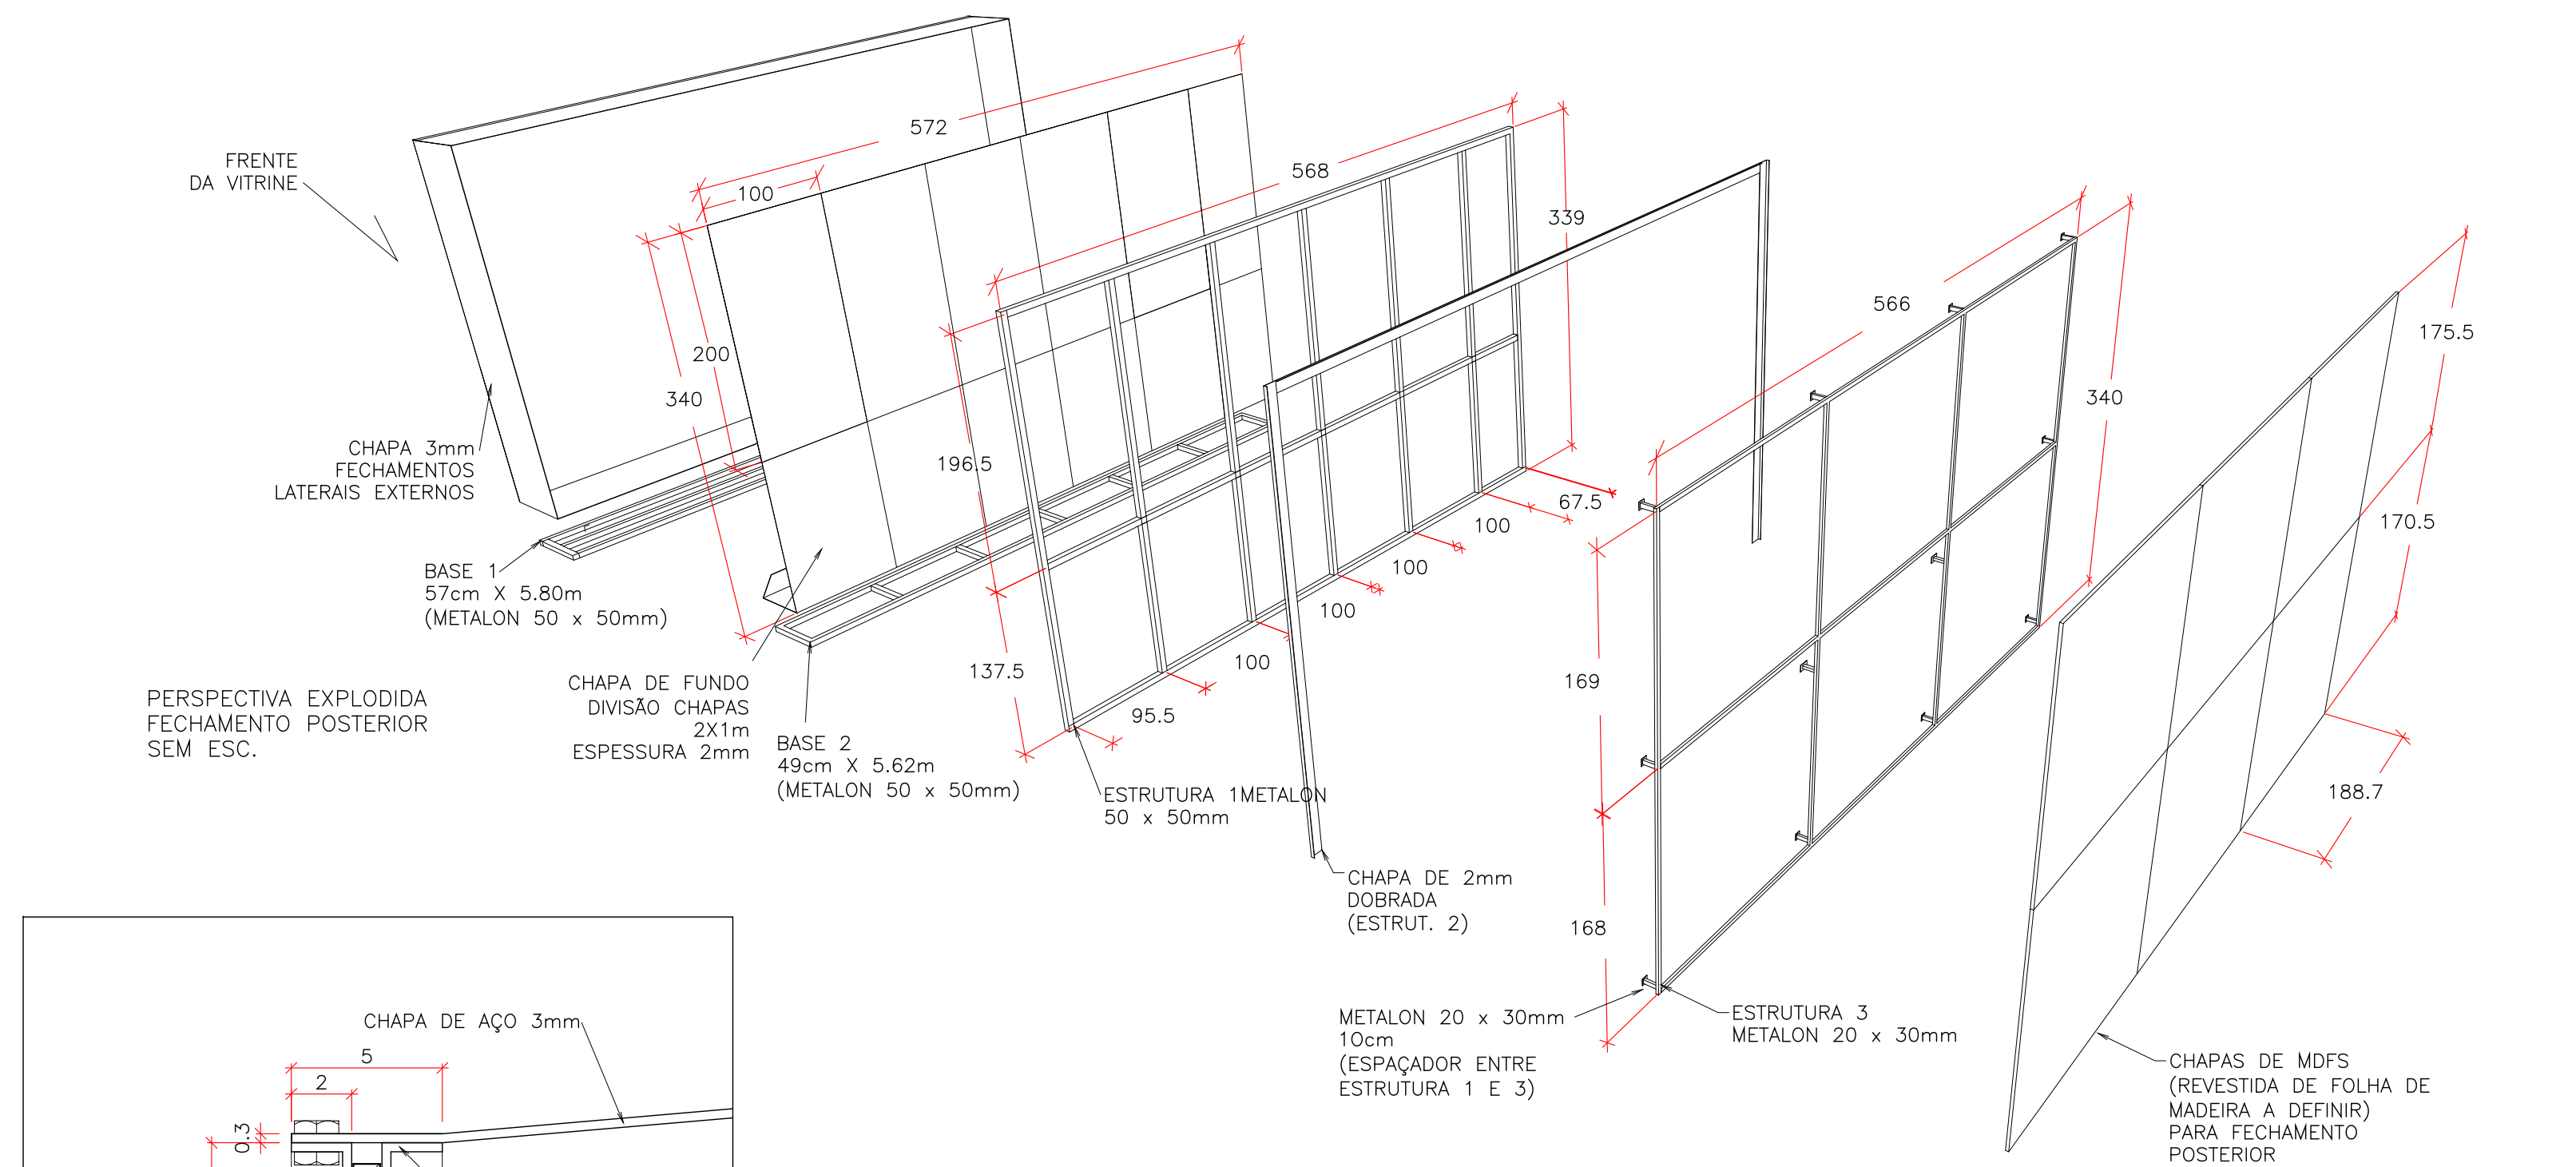 572
100
568
339
FRENTE
DA VITRINE
566
175.5
200
340
340
196.5
CHAPA 3mm
FECHAMENTOS
LATERAIS EXTERNOS
67.5
100
100
100
100
95.5
170.5
BASE 1
57cm X 5.80m
(METALON 50 x 50mm)
137.5
169
188.7
PERSPECTIVA EXPLODIDA
FECHAMENTO POSTERIOR
SEM ESC.
CHAPA DE FUNDO
DIVISÃO CHAPAS
2X1m
ESPESSURA 2mm
BASE 2
49cm X 5.62m
(METALON 50 x 50mm)
ESTRUTURA 1METALON
50 x 50mm
CHAPA DE 2mm
DOBRADA
(ESTRUT. 2)
168
METALON 20 x 30mm
10cm
(ESPAÇADOR ENTRE
ESTRUTURA 1 E 3)
ESTRUTURA 3
METALON 20 x 30mm
CHAPAS DE MDFS
(REVESTIDA DE FOLHA DE
MADEIRA A DEFINIR)
PARA FECHAMENTO
POSTERIOR
CHAPA DE AÇO 3mm
5
2
0.3